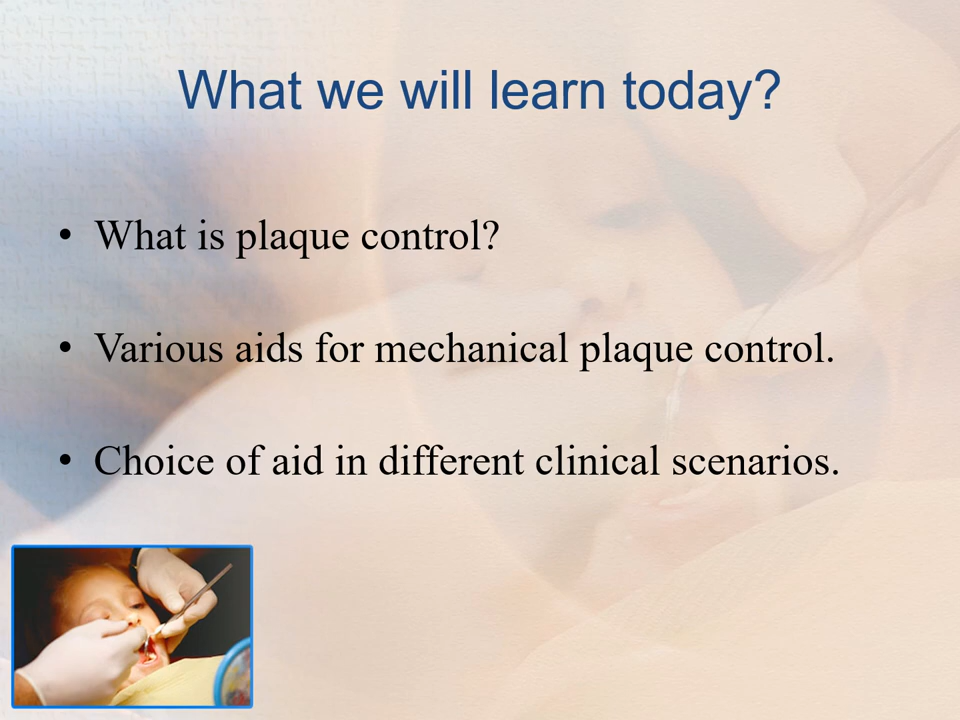 What we will learn today?
• What is plaque control?
• Various aids for mechanical plaque control.
• Choice of aid in different clinical scenarios.